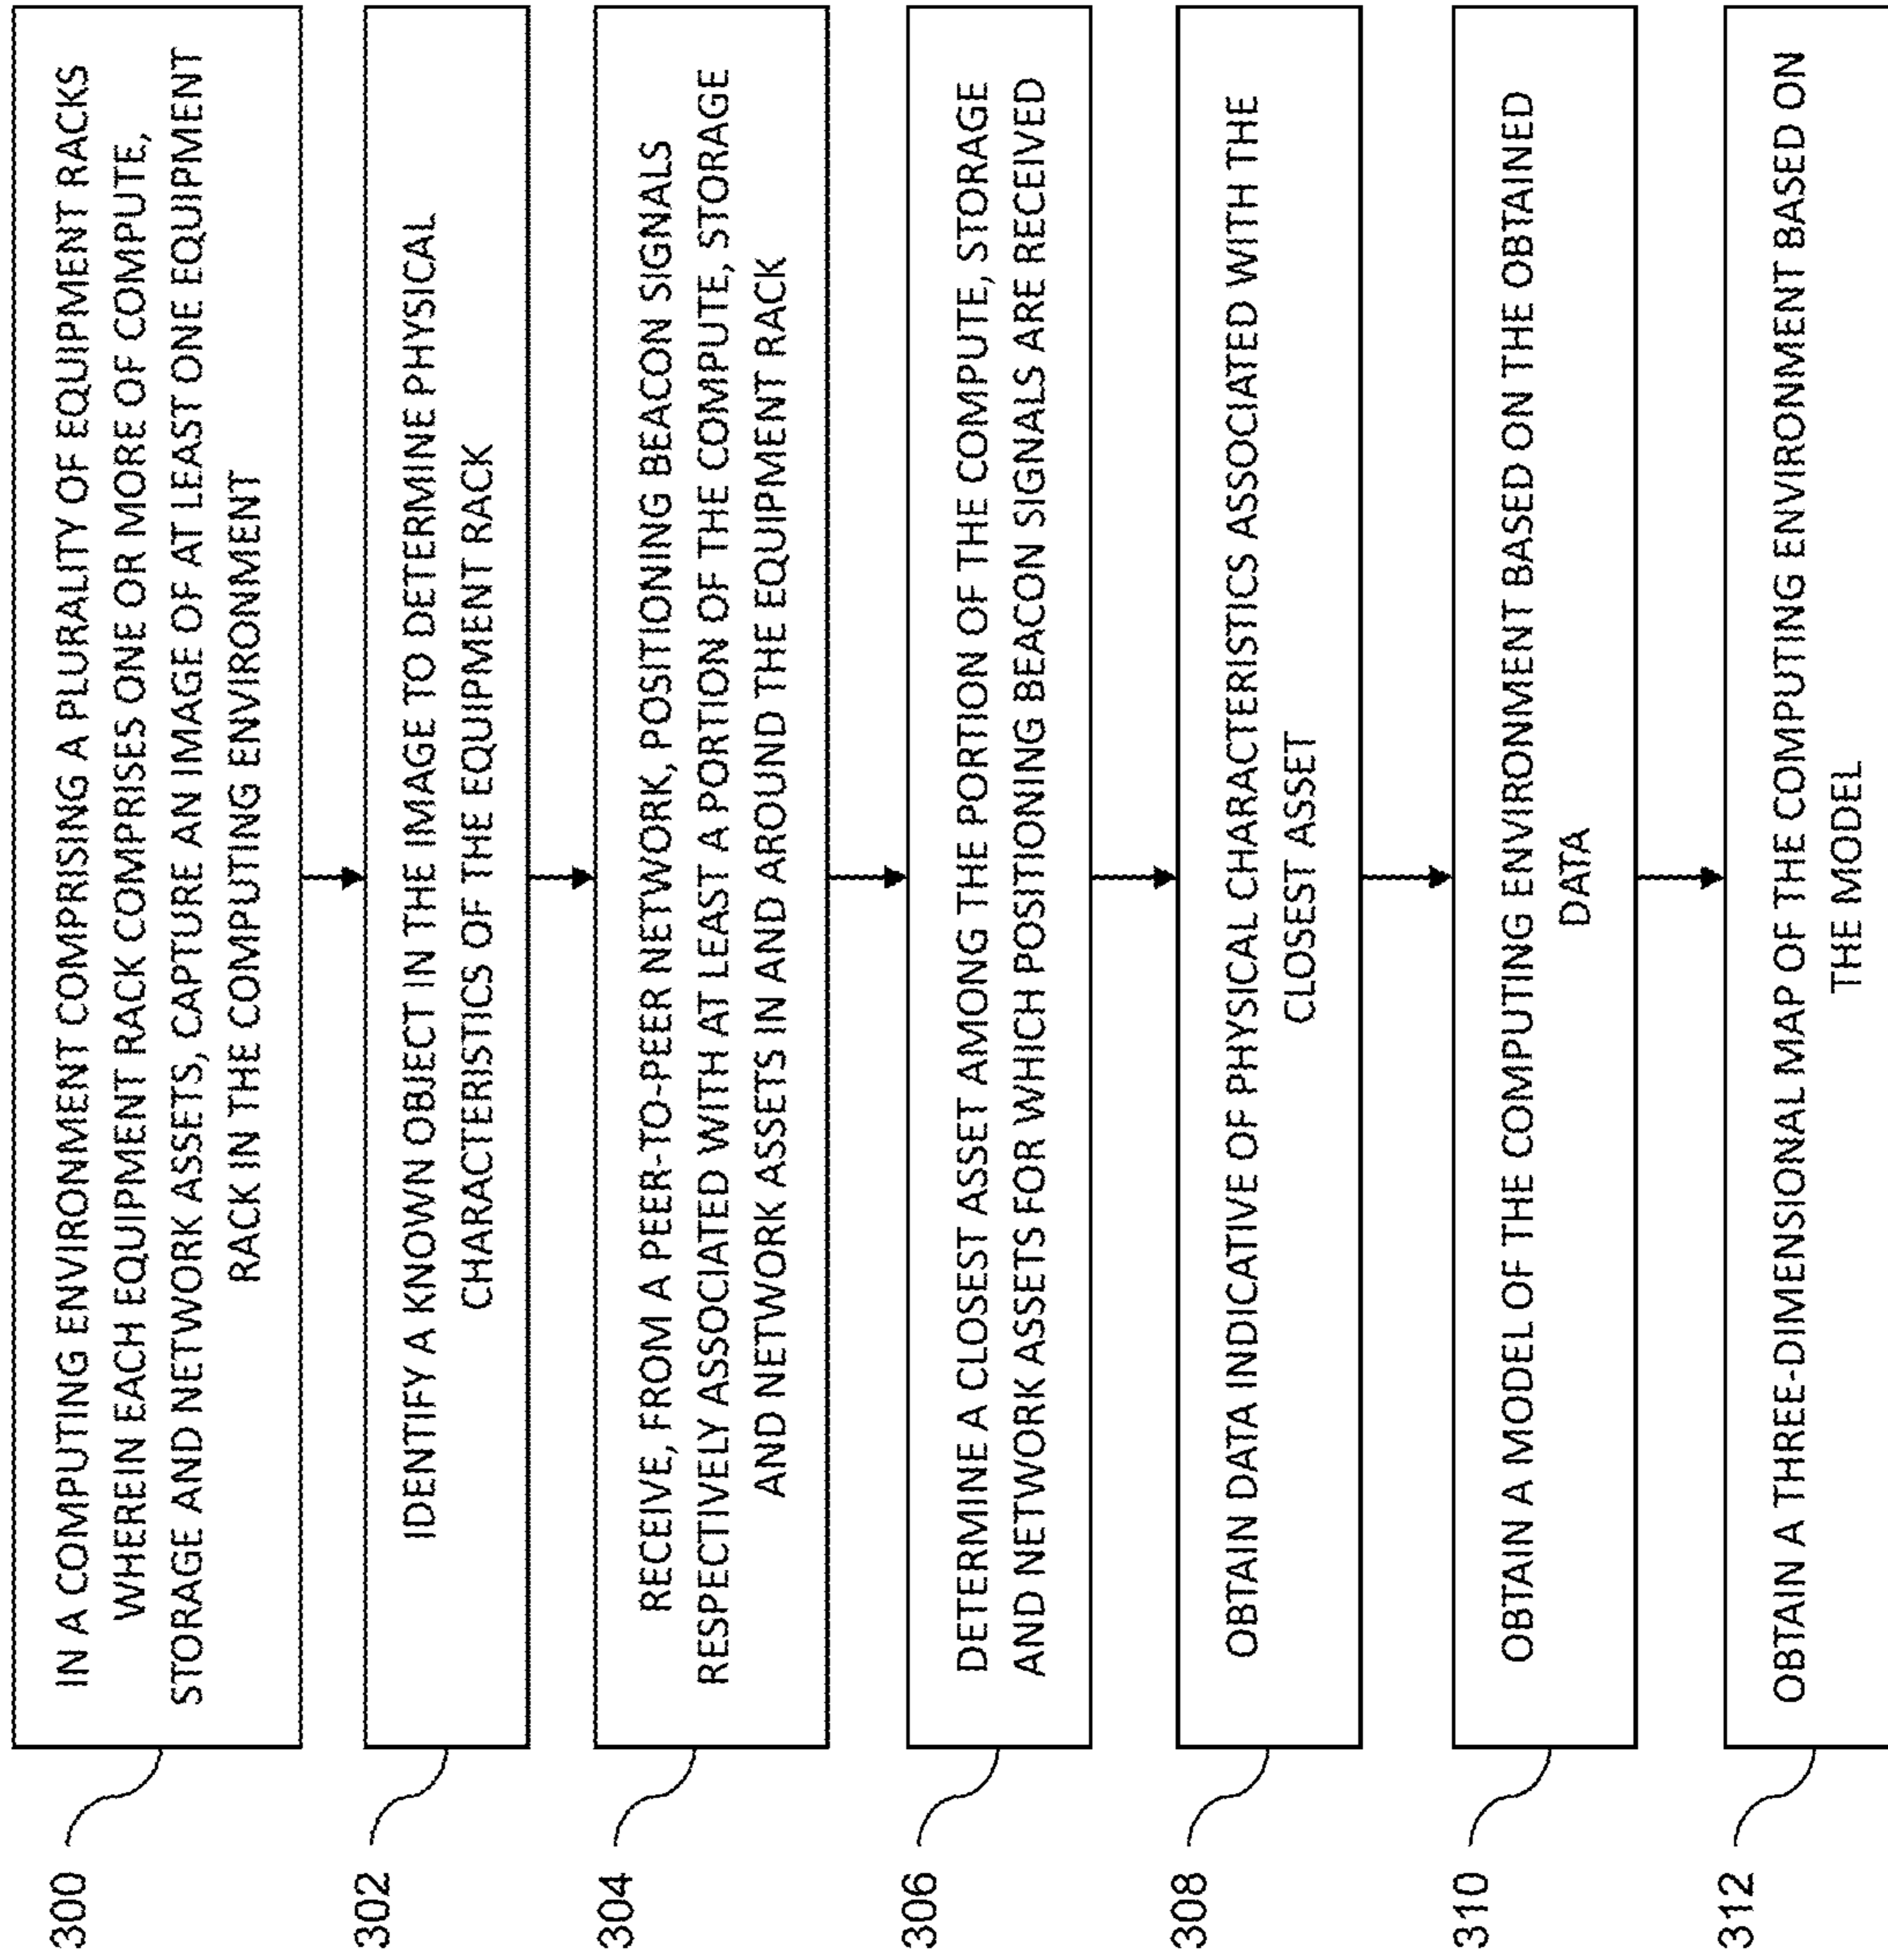 300
IN A COMPUTING ENVIRONMENT COMPRISING A PLURALITY OF EQUIPMENT RACKS
WHEREIN EACH EQUIPMENT RACK COMPRISES ONE OR MORE OF COMPUTE,
STORAGE AND NETWORK ASSETS, CAPTURE AN IMAGE OF AT LEAST ONE EQUIPMENT
RACK IN THE COMPUTING ENVIRONMENT
302
IDENTIFY A KNOWN OBJECT IN THE IMAGE TO DETERMINE PHYSICAL
CHARACTERISTICS OF THE EQUIPMENT RACK
304
RECEIVE, FROM A PEER-TO-PEER NETWORK, POSITIONING BEACON SIGNALS
RESPECTIVELY ASSOCIATED WITH AT LEAST A PORTION OF THE COMPUTE, STORAGE
AND NETWORK ASSETS IN AND AROUND THE EQUIPMENT RACK
306
DETERMINE A CLOSEST ASSET AMONG THE PORTION OF THE COMPUTE, STORAGE
AND NETWORK ASSETS FOR WHICH POSITIONING BEACON SIGNALS ARE RECEIVED
308
OBTAIN DATA INDICATIVE OF PHYSICAL CHARACTERISTICS ASSOCIATED WITH THE
CLOSEST ASSET
310
OBTAIN A MODEL OF THE COMPUTING ENVIRONMENT BASED ON THE OBTAINED
DATA
312
OBTAIN A THREE-DIMENSIONAL MAP OF THE COMPUTING ENVIRONMENT BASED ON
THE MODEL